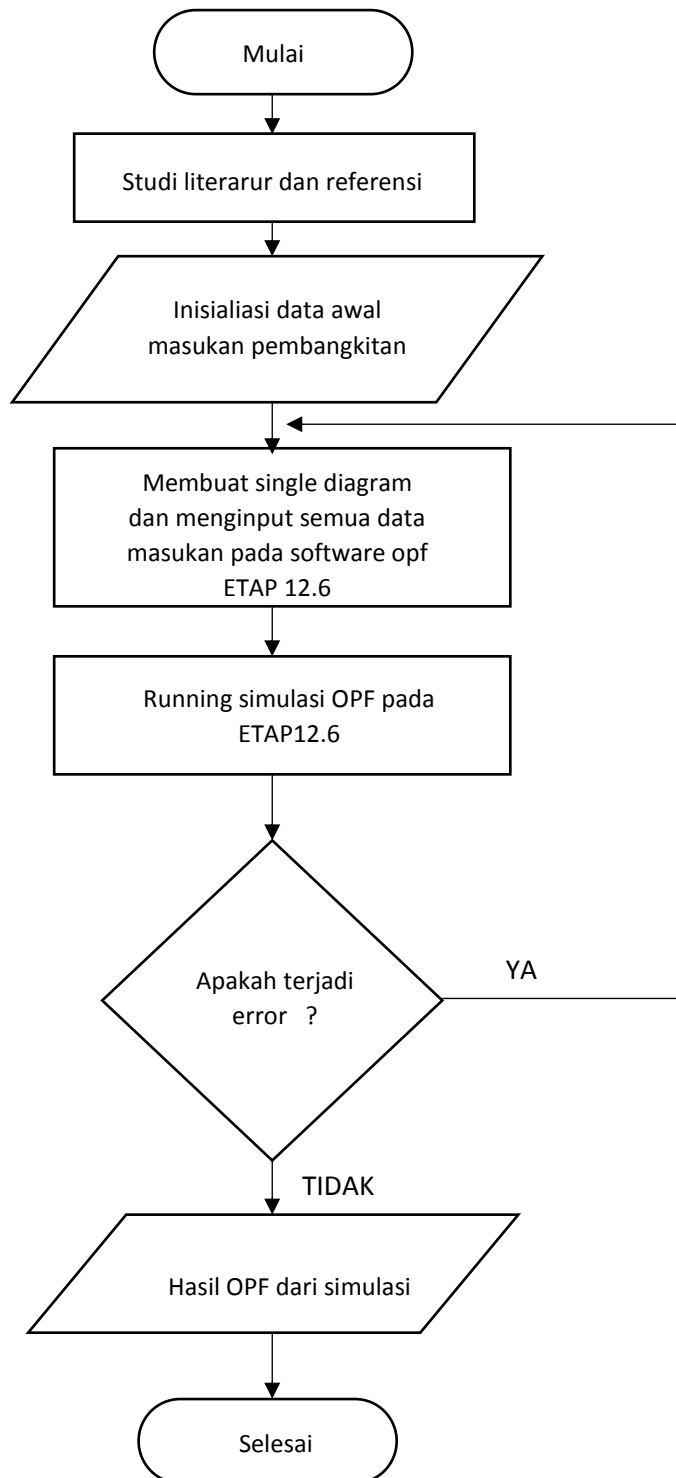 Mulai
Studi literarur dan referensi
Inisialiasi data awal
masukan pembangkitan
Membuat single diagram
dan menginput semua data
masukan pada software opf
ETAP 12.6
Running simulasi OPF pada
ETAP12.6
Apakah terjadi
error ?
YA
TIDAK
Hasil OPF dari simulasi
Selesai